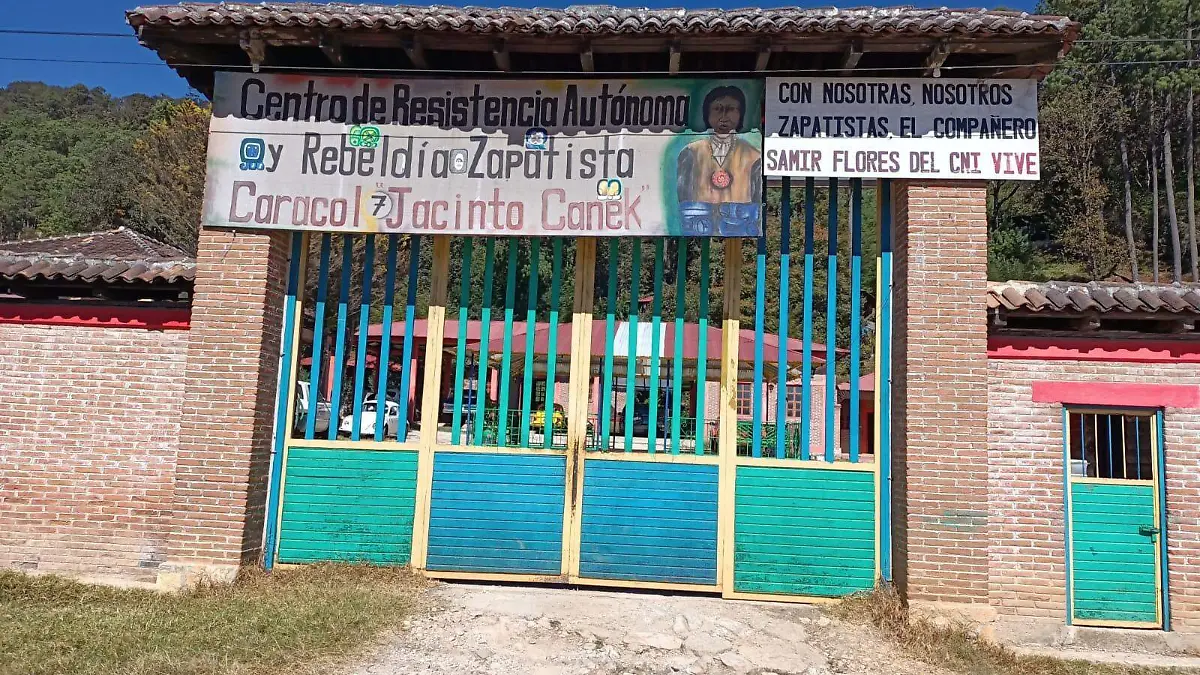 Centro de Resistencia Autónoma
y Rebeldía Zapatista
Caracol 7 "Jacinto Canek"
CON NOSOTRAS, NOSOTROS
ZAPATISTAS, EL COMPAÑERO
SAMIR FLORES DEL CNI VIVE